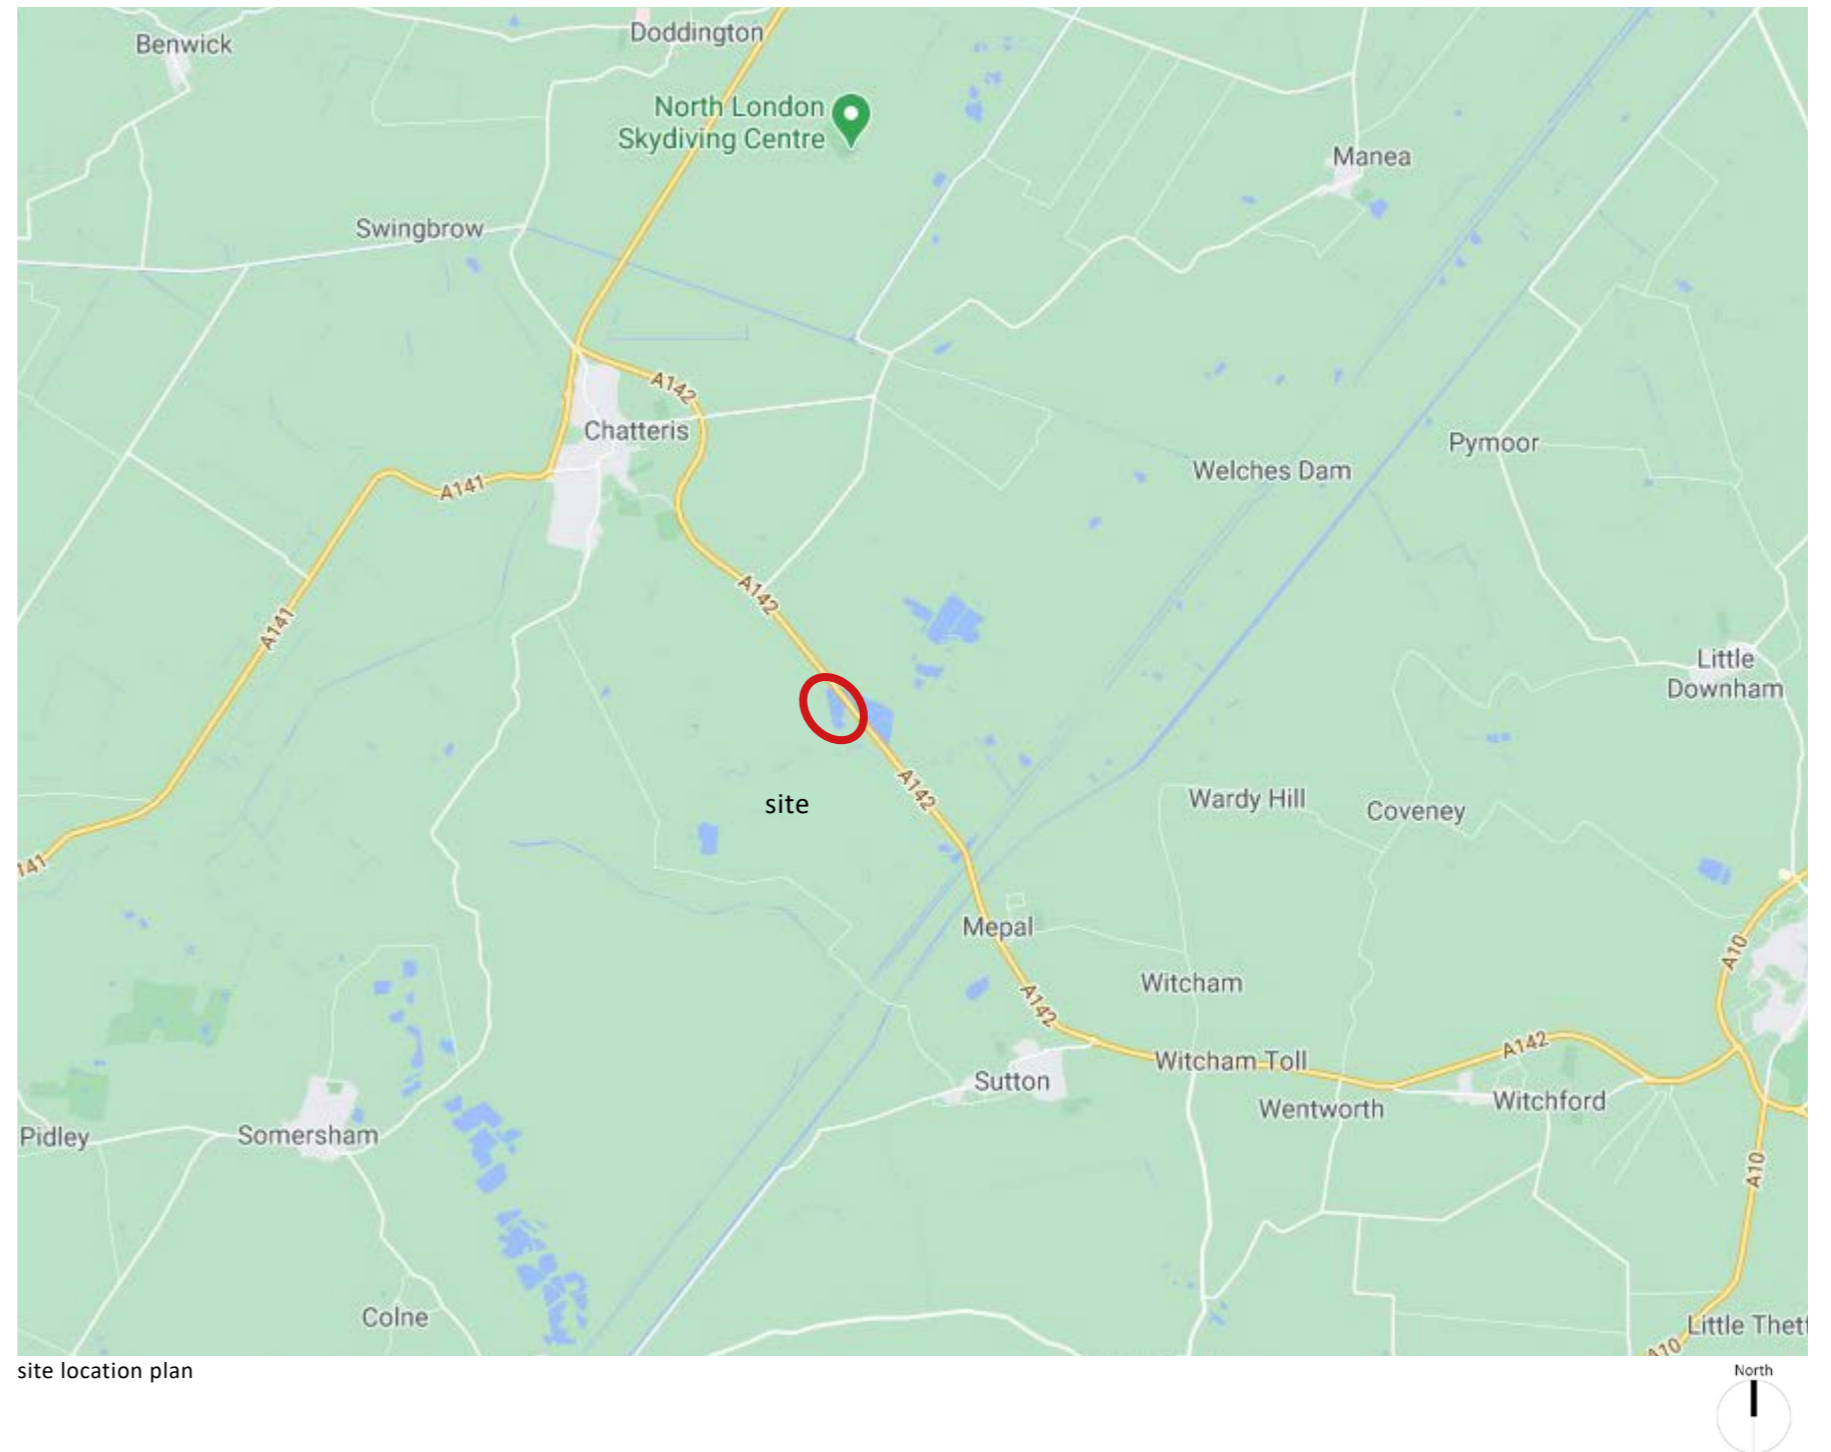 Benwick
Doddington
North London
Skydiving Centre
Manea
Swingbrow
A142
Chatteris
Pymoor
Welches Dam
A141
A142
A141
Little
Downham
A142
site
Wardy Hill
Coveney
141
Mepal
A10
Witcham
A142
A142
Witcham Toll
Sutton
Wentworth
Witchford
Pidley
Somersham
A10
Colne
Little Thet
A10
site location plan
North